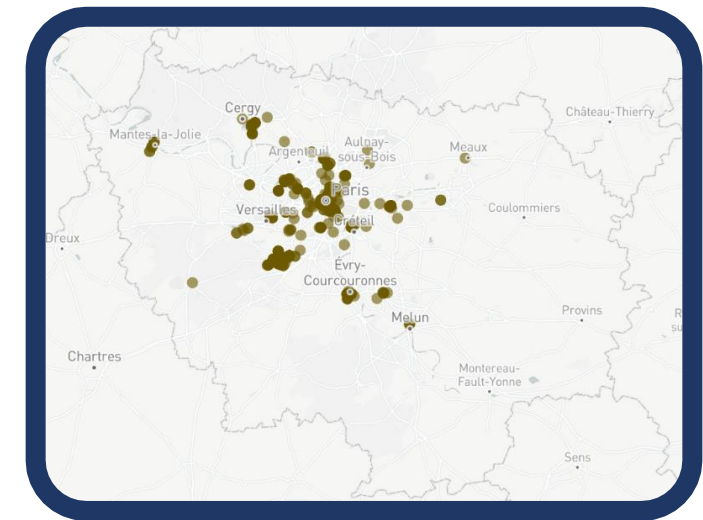 Cergy
Château-Thierry
Mantes-la-Jolie
Aulnay-
sous-Bois
Argenteuil
Meaux
Paris
Versailles
Créteil
Coulommiers
Dreux
Évry-
Courcouronnes
Provins
Melun
R
su
Chartres
Montereau-
Fault-Yonne
Sens